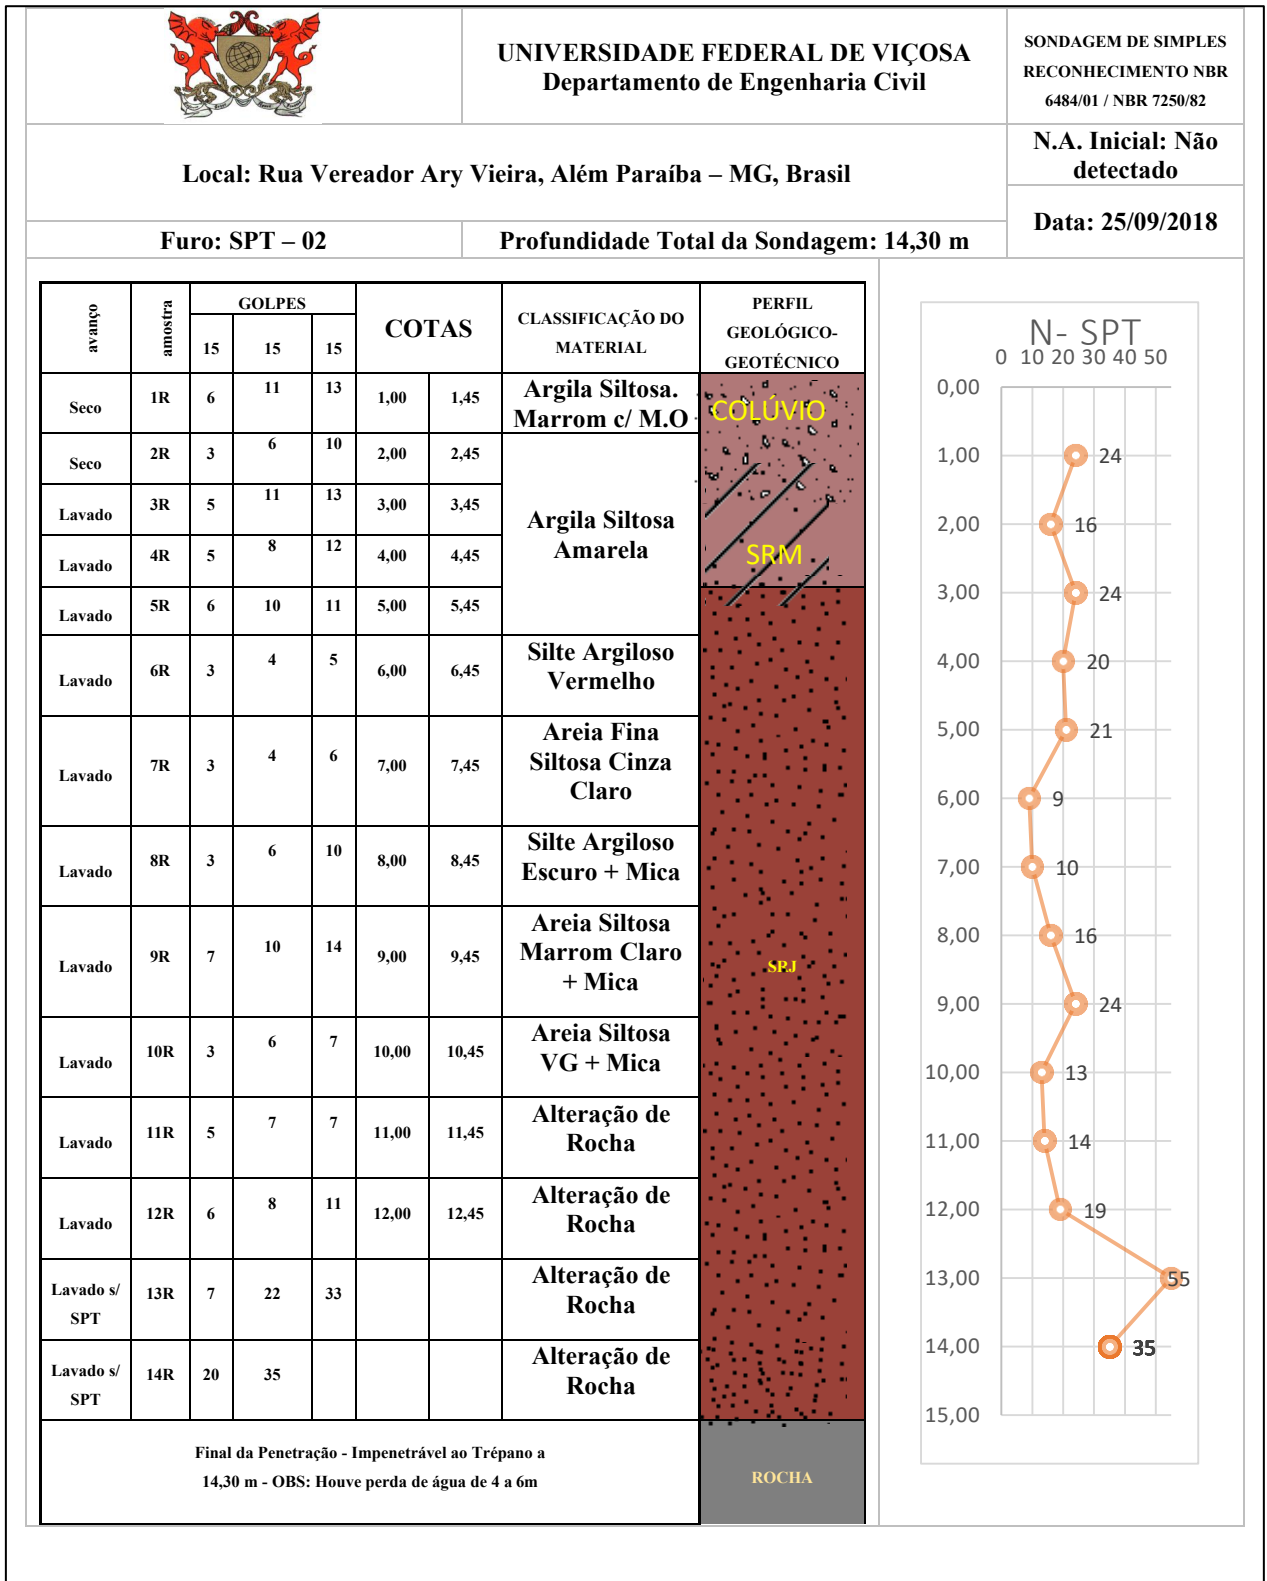 UNIVERSIDADE FEDERAL DE VIÇOSA
Departamento de Engenharia Civil
SONDAGEM DE SIMPLES
RECONHECIMENTO NBR
6484/01 / NBR 7250/82
Local: Rua Vereador Ary Vieira, Além Paraíba – MG, Brasil
N.A. Inicial: Não
detectado
Data: 25/09/2018
Furo: SPT – 02
Profundidade Total da Sondagem: 14,30 m
avanço
amostra
GOLPES
15 15 15
COTAS
CLASSIFICAÇÃO DO
MATERIAL
PERFIL
GEOLÓGICO-
GEOTÉCNICO
Seco 1R 6 11 13 1,00 1,45 Argila Siltosa.
Marrom c/ M.O
Seco 2R 3 6 10 2,00 2,45
Lavado 3R 5 11 13 3,00 3,45
Argila Siltosa
Amarela
Lavado 4R 5 8 12 4,00 4,45
Lavado 5R 6 10 11 5,00 5,45
Lavado 6R 3 4 5 6,00 6,45 Silte Argiloso
Vermelho
Lavado 7R 3 4 6 7,00 7,45 Areia Fina
Siltosa Cinza
Claro
Lavado 8R 3 6 10 8,00 8,45 Silte Argiloso
Escuro + Mica
Lavado 9R 7 10 14 9,00 9,45 Areia Siltosa
Marrom Claro
+ Mica
Lavado 10R 3 6 7 10,00 10,45 Areia Siltosa
VG + Mica
Lavado 11R 5 7 7 11,00 11,45 Alteração de
Rocha
Lavado 12R 6 8 11 12,00 12,45 Alteração de
Rocha
Lavado s/
SPT
13R 7 22 33 Alteração de
Rocha
Lavado s/
SPT
14R 20 35 Alteração de
Rocha
Final da Penetração - Impenetrável ao Trépano a
14,30 m - OBS: Houve perda de água de 4 a 6m
COLÚVIO
SRM
SRJ
ROCHA
N- SPT
0 10 20 30 40 50
0,00
1,00 24
2,00 16
3,00 24
4,00 20
5,00 21
6,00 9
7,00 10
8,00 16
9,00 24
10,00 13
11,00 14
12,00 19
13,00 55
14,00 35
15,00